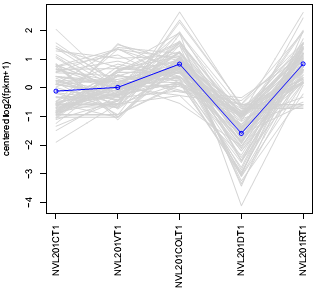 centered log2(fpkm+1)
2
1
0
−1
−2
−3
−4
NVL201CT1
NVL201VT1
NVL201COLT1
NVL201DT1
NVL201RT1